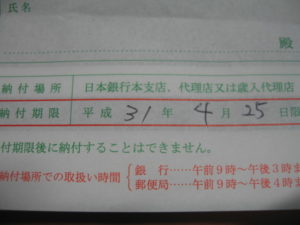 氏名
殿
納付場所 日本銀行本支店、代理店又は歳入代理店
納付期限 平成 31 年 4 月 25 日限
付期限後に納付することはできません。
納付場所での取扱い時間 銀行……午前9時～午後3時ま
郵便局……午前9時～午後4時ま